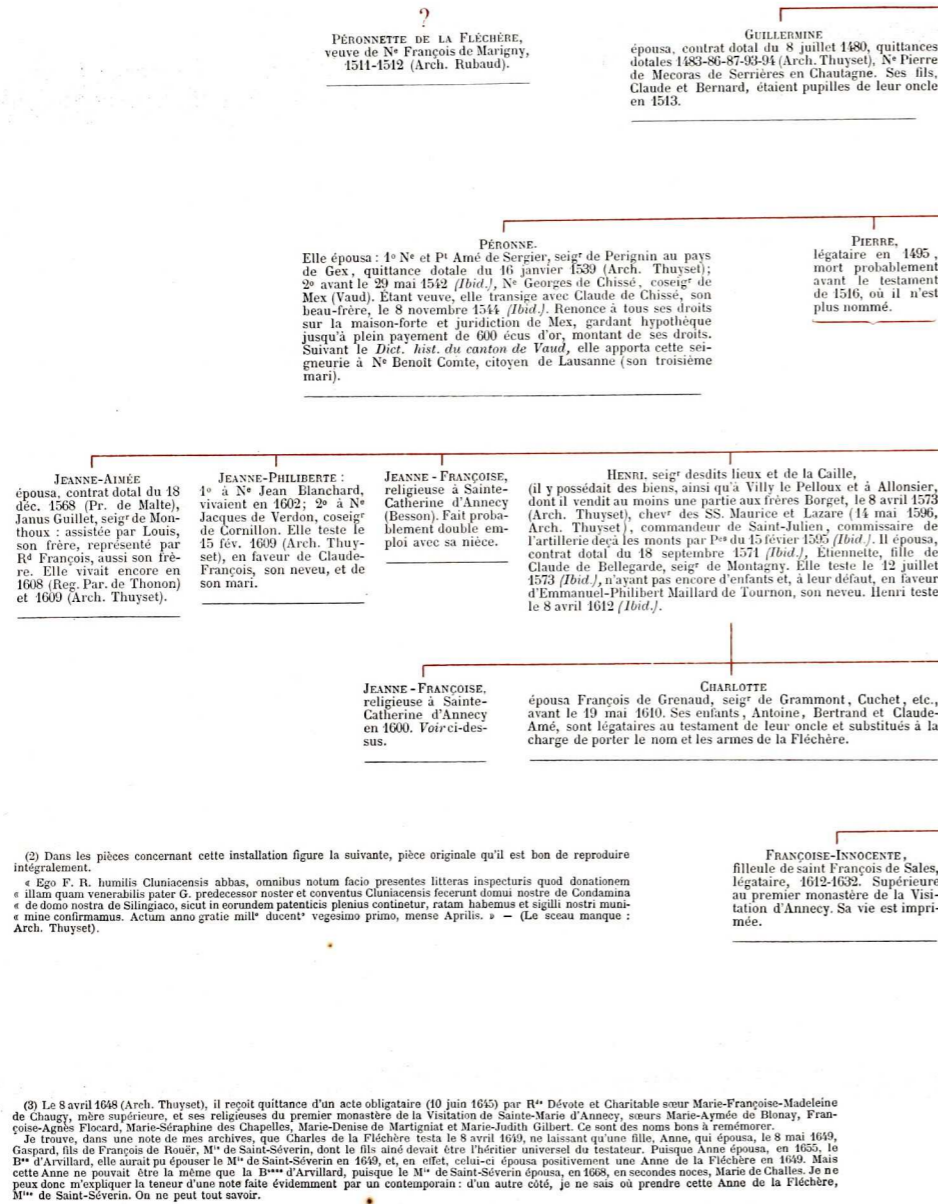 ?
PÉRONNETTE DE LA FLÉCHÈRE,
veuve de Nᵉ François de Marigny,
1511-1512 (Arch. Rubaud).
GUILLERMINE
épousa, contrat dotal du 8 juillet 1480, quittances
dotales 1483-86-87-93-94 (Arch. Thuyset), Nᵉ Pierre
de Mecoras de Serrières en Chautagne. Ses fils,
Claude et Bernard, étaient pupilles de leur oncle
en 1513.
PÉRONNE.
Elle épousa : 1º Nᵉ et Pᵗ Amé de Sergier, seigʳ de Perignin au pays
de Gex, quittance dotale du 16 janvier 1539 (Arch. Thuyset);
2º avant le 29 mai 1542 (Ibid.), Nᵉ Georges de Chissé, coseigʳ de
Mex (Vaud). Étant veuve, elle transige avec Claude de Chissé, son
beau-frère, le 8 novembre 1544 (Ibid.). Renonce à tous ses droits
sur la maison-forte et juridiction de Mex, gardant hypothèque
jusqu'à plein payement de 600 écus d'or, montant de ses droits.
Suivant le Dict. hist. du canton de Vaud, elle apporta cette sei-
gneurie à Nᵉ Benoît Comte, citoyen de Lausanne (son troisième
mari).
PIERRE,
légataire en 1495,
mort probablement
avant le testament
de 1516, où il n'est
plus nommé.
JEANNE-AIMÉE
épousa, contrat dotal du 18
déc. 1568 (Pr. de Malte),
Janus Guillet, seigʳ de Mon-
thoux : assistée par Louis,
son frère, représenté par
Rᵈ François, aussi son frè-
re. Elle vivait encore en
1608 (Reg. Par. de Thonon)
et 1609 (Arch. Thuyset).
JEANNE-PHILIBERTE :
1º à Nᵉ Jean Blanchard,
vivaient en 1602; 2º à Nᵉ
Jacques de Verdon, coseigʳ
de Cornillon. Elle teste le
15 fév. 1609 (Arch. Thuy-
set), en faveur de Claude-
François, son neveu, et de
son mari.
JEANNE-FRANÇOISE,
religieuse à Sainte-
Catherine d'Annecy
(Besson). Fait proba-
blement double em-
ploi avec sa nièce.
HENRI, seigʳ desdits lieux et de la Caille,
(il y possédait des biens, ainsi qu'à Villy le Pelloux et à Allonsier,
dont il vendit au moins une partie aux frères Borget, le 8 avril 1573
(Arch. Thuyset), chevʳ des SS. Maurice et Lazare (14 mai 1596,
Arch. Thuyset), commandeur de Saint-Julien, commissaire de
l'artillerie deçà les monts par Pᶜᵉˢ du 15 février 1595 (Ibid.). Il épousa,
contrat dotal du 18 septembre 1571 (Ibid.), Étiennette, fille de
Claude de Bellegarde, seigʳ de Montagny. Elle teste le 12 juillet
1573 (Ibid.), n'ayant pas encore d'enfants et, à leur défaut, en faveur
d'Emmanuel-Philibert Maillard de Tournon, son neveu. Henri teste
le 8 avril 1612 (Ibid.).
JEANNE-FRANÇOISE,
religieuse à Sainte-
Catherine d'Annecy
en 1600. Voir ci-des-
sus.
CHARLOTTE
épousa François de Grenaud, seigʳ de Grammont, Cuchet, etc.,
avant le 19 mai 1610. Ses enfants, Antoine, Bertrand et Claude-
Amé, sont légataires au testament de leur oncle et substitués à la
charge de porter le nom et les armes de la Fléchère.
(2) Dans les pièces concernant cette installation figure la suivante, pièce originale qu'il est bon de reproduire
intégralement.
« Ego F. R. humilis Cluniacensis abbas, omnibus notum facio presentes litteras inspecturis quod donationem
« illam quam venerabilis pater G. predecessor noster et conventus Cluniacensis fecerunt domui nostre de Condamina
« de domo nostra de Silingiaco, sicut in eorundem patenticis plenius continetur, ratam habemus et sigilli nostri muni-
« mine confirmamus. Actum anno gratie millᵒ ducentᵒ vegesimo primo, mense Aprilis. » — (Le sceau manque :
Arch. Thuyset).
FRANÇOISE-INNOCENTE,
filleule de saint François de Sales,
légataire, 1612-1632. Supérieure
au premier monastère de la Visi-
tation d'Annecy. Sa vie est impri-
mée.
(3) Le 8 avril 1648 (Arch. Thuyset), il reçoit quittance d'un acte obligataire (10 juin 1645) par Rᵈᵉ Dévote et Charitable sœur Marie-Françoise-Madeleine
de Chaugy, mère supérieure, et ses religieuses du premier monastère de la Visitation de Sainte-Marie d'Annecy, sœurs Marie-Aymée de Blonay, Fran-
çoise-Agnès Flocard, Marie-Séraphine des Chapelles, Marie-Denise de Martigniat et Marie-Judith Gilbert. Ce sont des noms bons à remémorer.
Je trouve, dans une note de mes archives, que Charles de la Fléchère testa le 8 avril 1649, ne laissant qu'une fille, Anne, qui épousa, le 8 mai 1649,
Gaspard, fils de François de Rouër, Mⁱˢ de Saint-Séverin, dont le fils aîné devait être l'héritier universel du testateur. Puisque Anne épousa, en 1655, le
Bᵒⁿ d'Arvillard, elle aurait pu épouser le Mⁱˢ de Saint-Séverin en 1649, et, en effet, celui-ci épousa positivement une Anne de la Fléchère en 1649. Mais
cette Anne ne pouvait être la même que la Bᵒⁿⁿᵉ d'Arvillard, puisque le Mⁱˢ de Saint-Séverin épousa, en 1668, en secondes noces, Marie de Challes. Je ne
peux donc m'expliquer la teneur d'une note faite évidemment par un contemporain : d'un autre côté, je ne sais où prendre cette Anne de la Fléchère,
Mⁱˢᵉ de Saint-Séverin. On ne peut tout savoir.